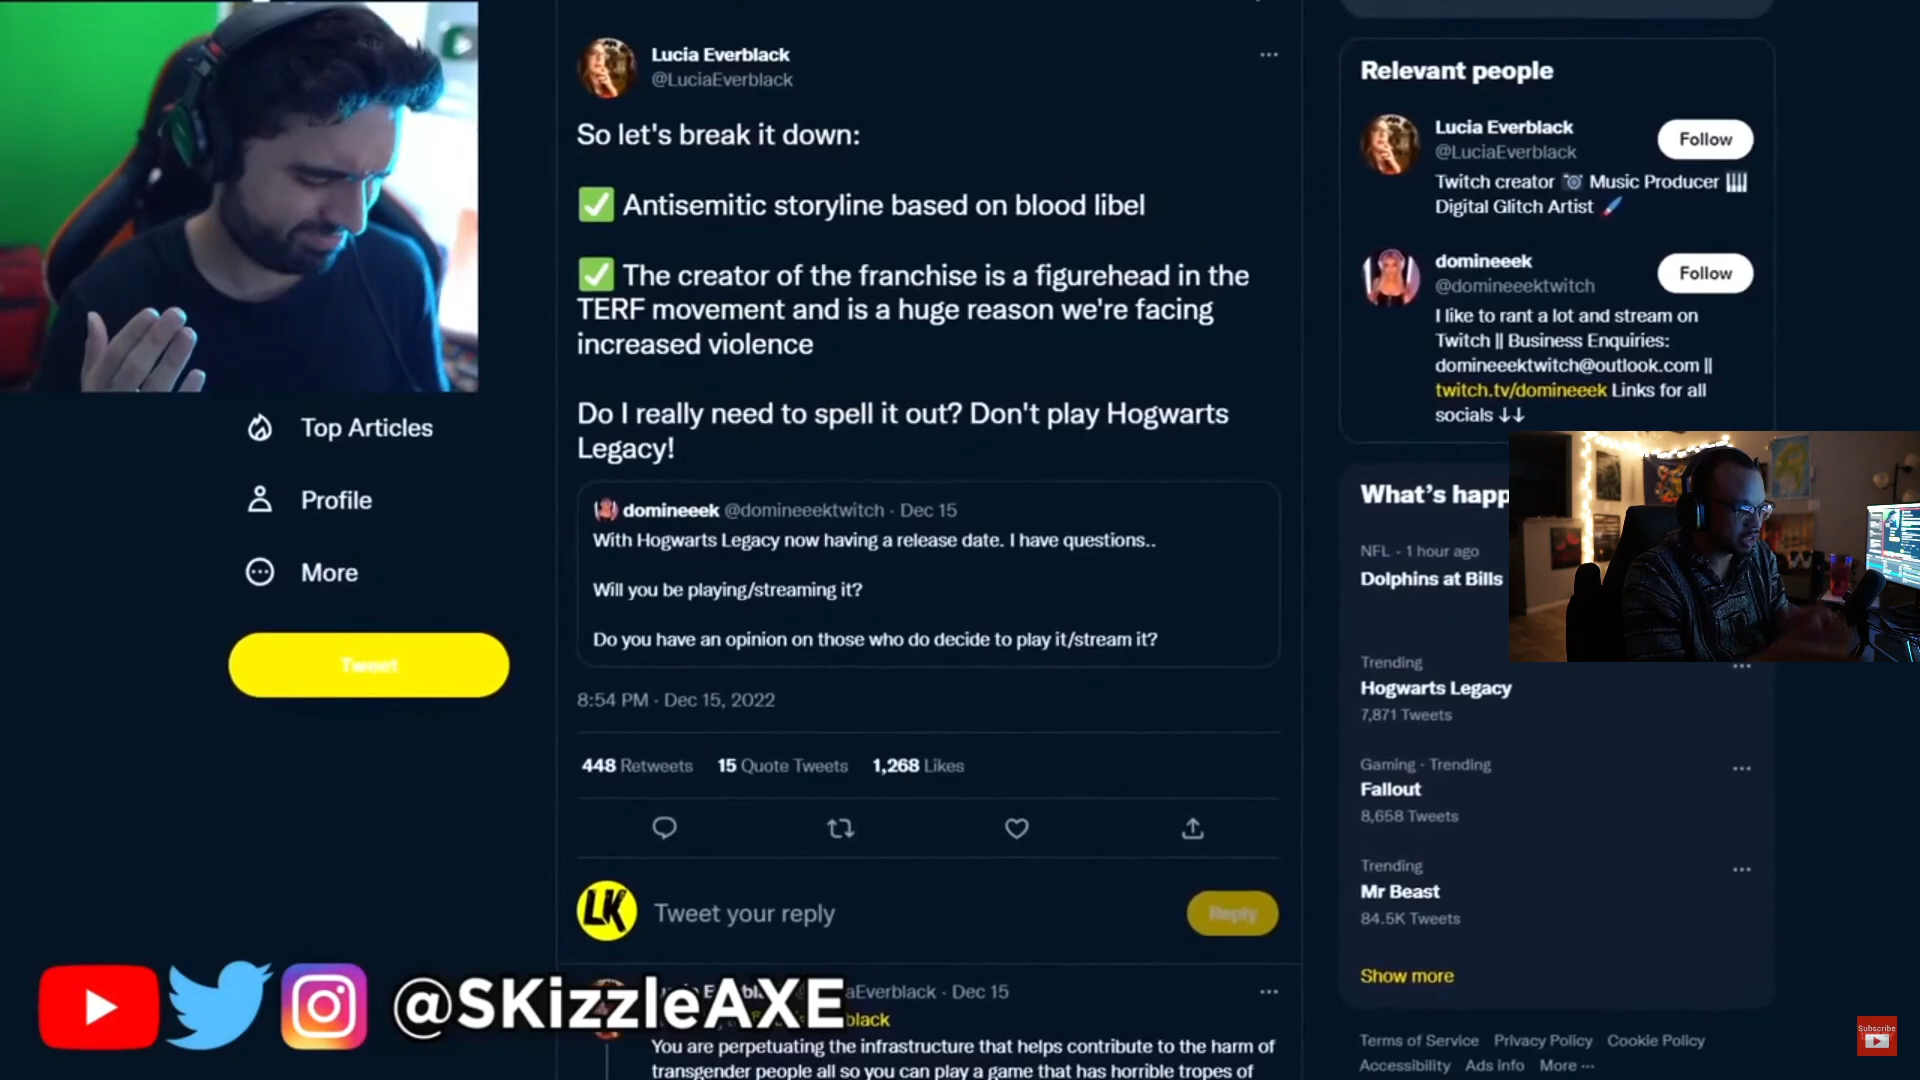 Lucia Everblack
@LuciaEverblack
So let's break it down:
Antisemitic storyline based on blood libel
The creator of the franchise is a figurehead in the
TERF movement and is a huge reason we're facing
increased violence
Do I really need to spell it out? Don't play Hogwarts
Legacy!
domineeek @domineeektwitch · Dec 15
With Hogwarts Legacy now having a release date. I have questions..
Will you be playing/streaming it?
Do you have an opinion on those who do decide to play it/stream it?
8:54 PM · Dec 15, 2022
448 Retweets 15 Quote Tweets 1,268 Likes
LK
Tweet your reply
Reply
aEverblack · Dec 15
black
You are perpetuating the infrastructure that helps contribute to the harm of
transgender people all so you can play a game that has horrible tropes of
Top Articles
Profile
More
Tweet
@SKizzleAXE
Relevant people
Lucia Everblack
@LuciaEverblack
Follow
Twitch creator Music Producer
Digital Glitch Artist
domineeek
@domineeektwitch
Follow
I like to rant a lot and stream on
Twitch || Business Enquiries:
domineeektwitch@outlook.com ||
twitch.tv/domineeek Links for all
socials ↓↓
What's happ
NFL · 1 hour ago
Dolphins at Bills
Trending
Hogwarts Legacy
7,871 Tweets
Gaming · Trending
Fallout
8,658 Tweets
Trending
Mr Beast
84.5K Tweets
Show more
Terms of Service Privacy Policy Cookie Policy
Accessibility Ads info More ···
Subscribe